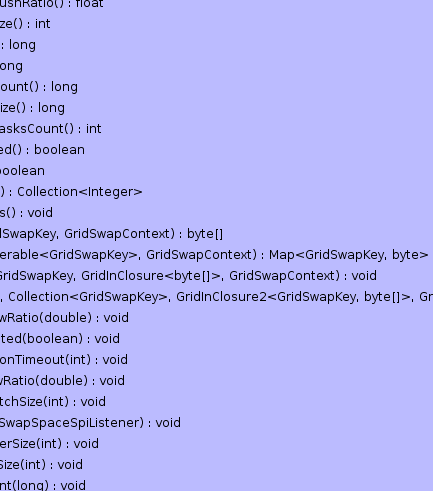 ushRatio() : float
ze() : int
: long
ong
ount() : long
ize() : long
asksCount() : int
ed() : boolean
boolean
) : Collection<Integer>
s() : void
dSwapKey, GridSwapContext) : byte[]
erable<GridSwapKey>, GridSwapContext) : Map<GridSwapKey, byte>
GridSwapKey, GridInClosure<byte[]>, GridSwapContext) : void
, Collection<GridSwapKey>, GridInClosure2<GridSwapKey, byte[]>, Gr
wRatio(double) : void
ted(boolean) : void
onTimeout(int) : void
wRatio(double) : void
tchSize(int) : void
SwapSpaceSpiListener) : void
erSize(int) : void
Size(int) : void
nt(long) : void